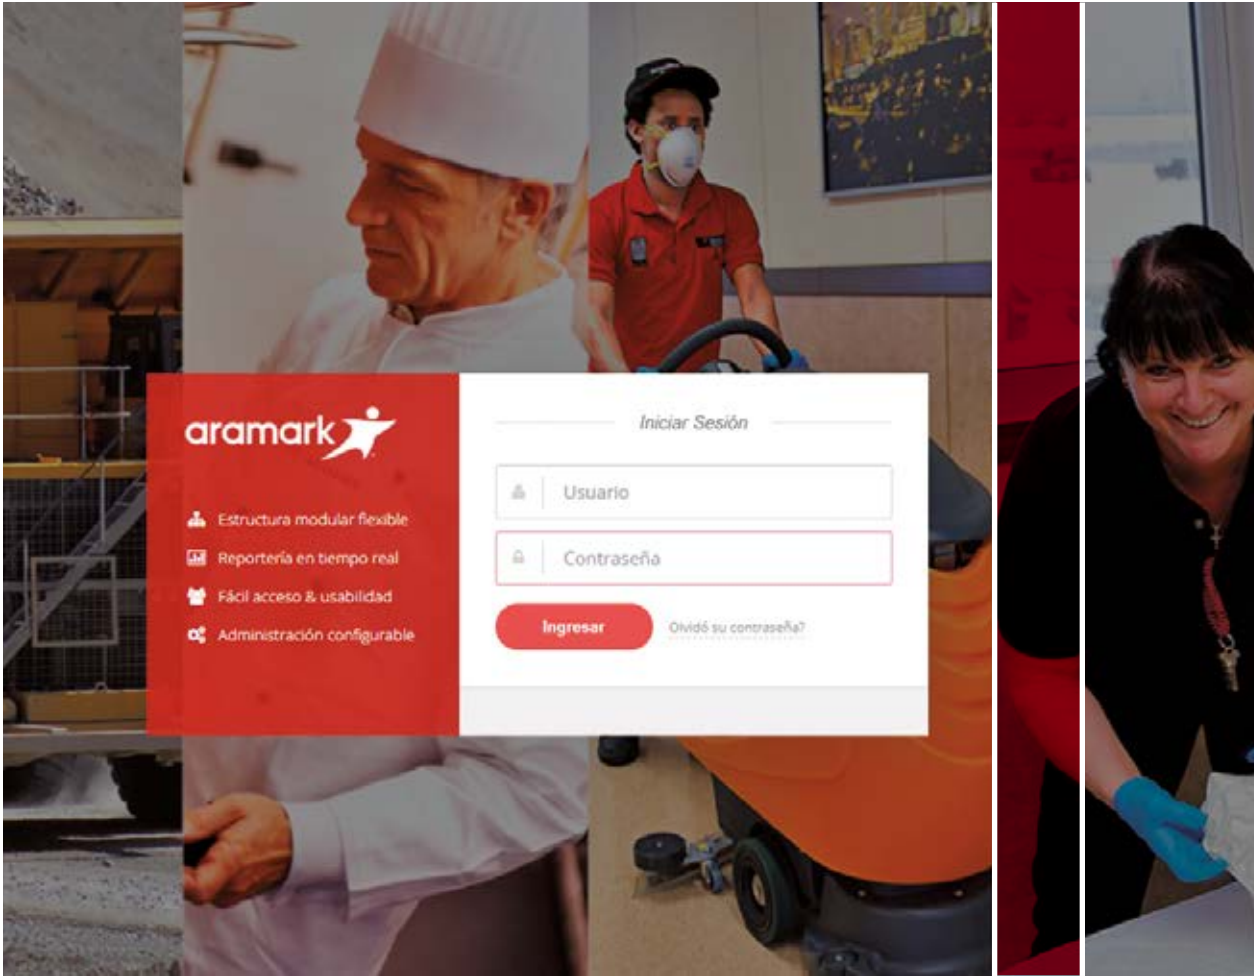 aramark
Estructura modular flexible
Reportería en tiempo real
Fácil acceso & usabilidad
Administración configurable
Iniciar Sesión
Usuario
Contraseña
Ingresar
Olvidó su contraseña?